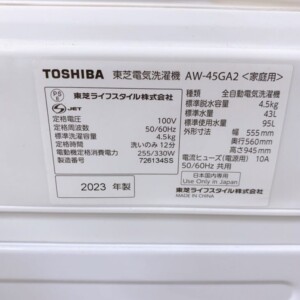 TOSHIBA 東芝電気洗濯機 AW-45GA2 <家庭用>
PS
E
JET
東芝ライフスタイル株式会社
定格電圧 100V
定格周波数 50/60Hz
標準洗濯容量 4.5kg
定格時間 洗いのみ 12分
電動機定格消費電力 255/330W
製造番号 726134SS
2023 年製
種類 全自動電気洗濯機
標準脱水容量 4.5kg
標準水量 43L
標準使用水量 95L
外形寸法 幅 555mm
奥行560mm
高さ945mm
電流ヒューズ(電源用) 10A
50/60Hz 共用
日本国内専用
Use Only in Japan
東芝ライフスタイル株式会社
MADE IN CHINA